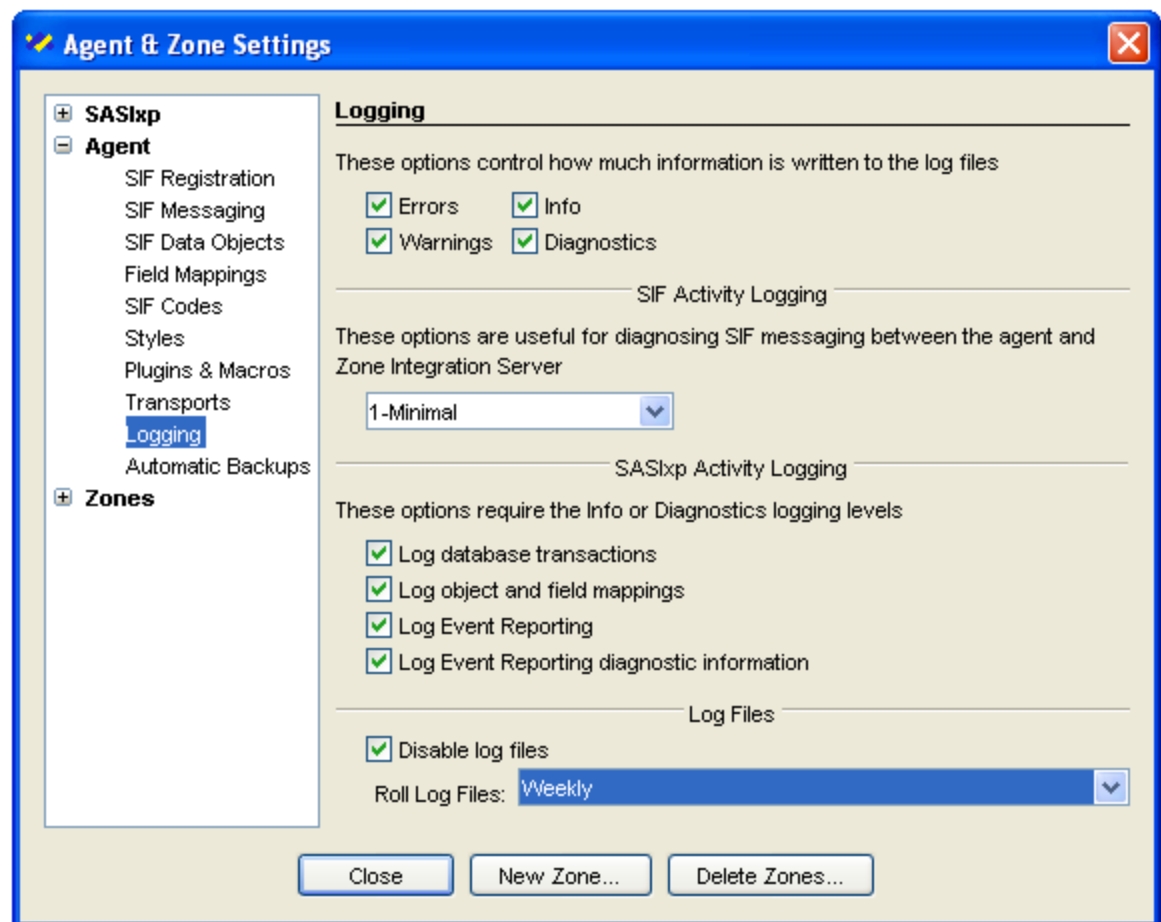 Agent & Zone Settings
SASIxp
Agent
SIF Registration
SIF Messaging
SIF Data Objects
Field Mappings
SIF Codes
Styles
Plugins & Macros
Transports
Logging
Automatic Backups
Zones
Logging
These options control how much information is written to the log files
Errors Info
Warnings Diagnostics
SIF Activity Logging
These options are useful for diagnosing SIF messaging between the agent and
Zone Integration Server
1-Minimal
SASIxp Activity Logging
These options require the Info or Diagnostics logging levels
Log database transactions
Log object and field mappings
Log Event Reporting
Log Event Reporting diagnostic information
Log Files
Disable log files
Roll Log Files: Weekly
Close New Zone... Delete Zones...